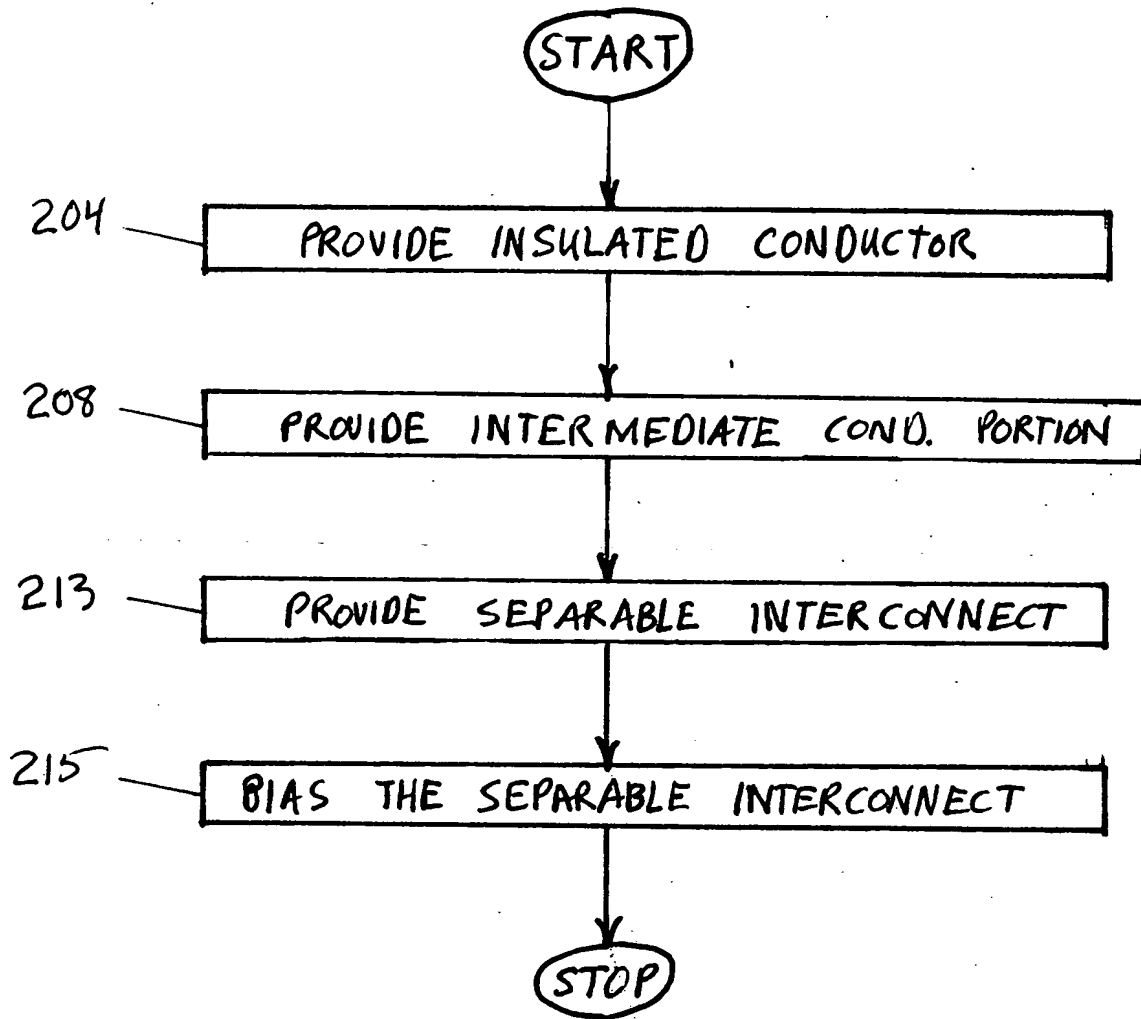 START
204 PROVIDE INSULATED CONDUCTOR
208 PROVIDE INTERMEDIATE COND. PORTION
213 PROVIDE SEPARABLE INTERCONNECT
215 BIAS THE SEPARABLE INTERCONNECT
STOP